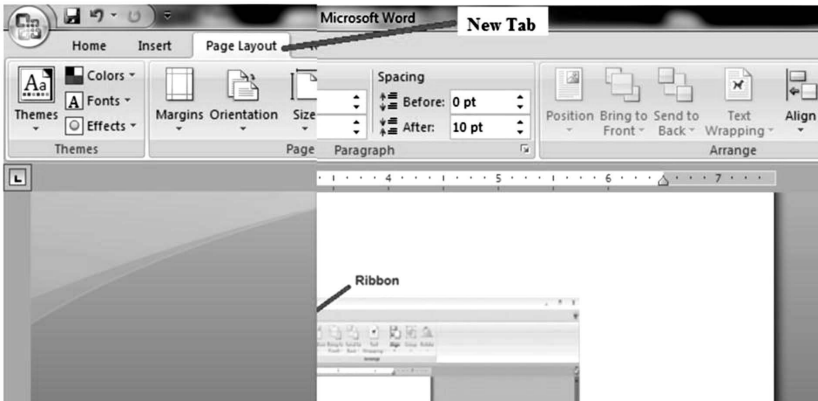 Microsoft Word
New Tab
Home Insert Page Layout
Colors
Fonts
Effects
Themes
Margins Orientation Size
Spacing
Before: 0 pt
After: 10 pt
Position Bring to Front Send to Back Text Wrapping Align
Themes Page Paragraph Arrange
L
4 5 6 7
Ribbon
Align